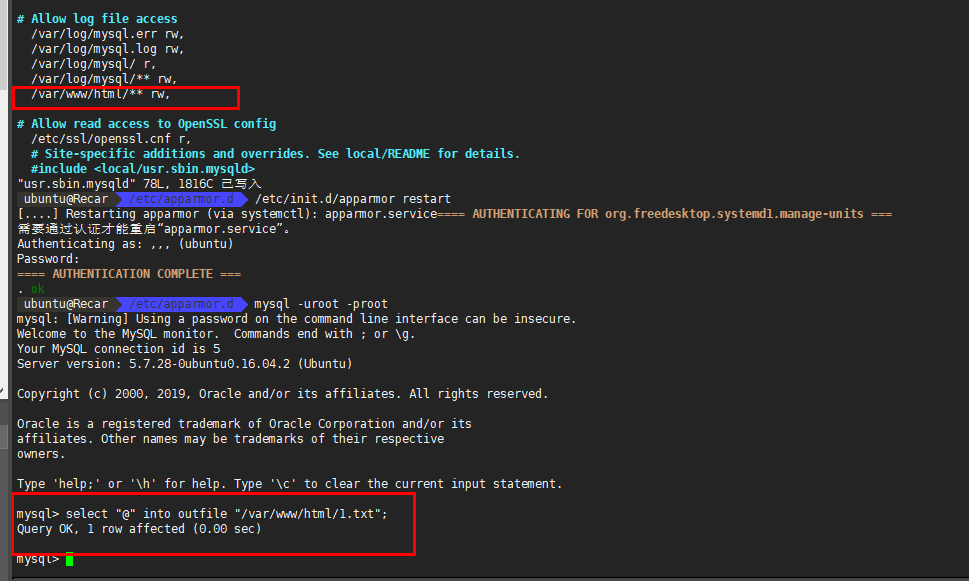 # Allow log file access
/var/log/mysql.err rw,
/var/log/mysql.log rw,
/var/log/mysql/ r,
/var/log/mysql/** rw,
/var/www/html/** rw,
# Allow read access to OpenSSL config
/etc/ssl/openssl.cnf r,
# Site-specific additions and overrides. See local/README for details.
#include <local/usr.sbin.mysqld>
"usr.sbin.mysqld" 78L, 1816C 已写入
ubuntu@Recar /etc/apparmor.d /etc/init.d/apparmor restart
[....] Restarting apparmor (via systemctl): apparmor.service==== AUTHENTICATING FOR org.freedesktop.systemd1.manage-units ===
需要通过认证才能重启“apparmor.service”。
Authenticating as: ,,, (ubuntu)
Password:
==== AUTHENTICATION COMPLETE ===
. ok
ubuntu@Recar /etc/apparmor.d mysql -uroot -proot
mysql: [Warning] Using a password on the command line interface can be insecure.
Welcome to the MySQL monitor.  Commands end with ; or \g.
Your MySQL connection id is 5
Server version: 5.7.28-0ubuntu0.16.04.2 (Ubuntu)
Copyright (c) 2000, 2019, Oracle and/or its affiliates. All rights reserved.
Oracle is a registered trademark of Oracle Corporation and/or its
affiliates. Other names may be trademarks of their respective
owners.
Type 'help;' or '\h' for help. Type '\c' to clear the current input statement.
mysql> select "@" into outfile "/var/www/html/1.txt";
Query OK, 1 row affected (0.00 sec)
mysql>